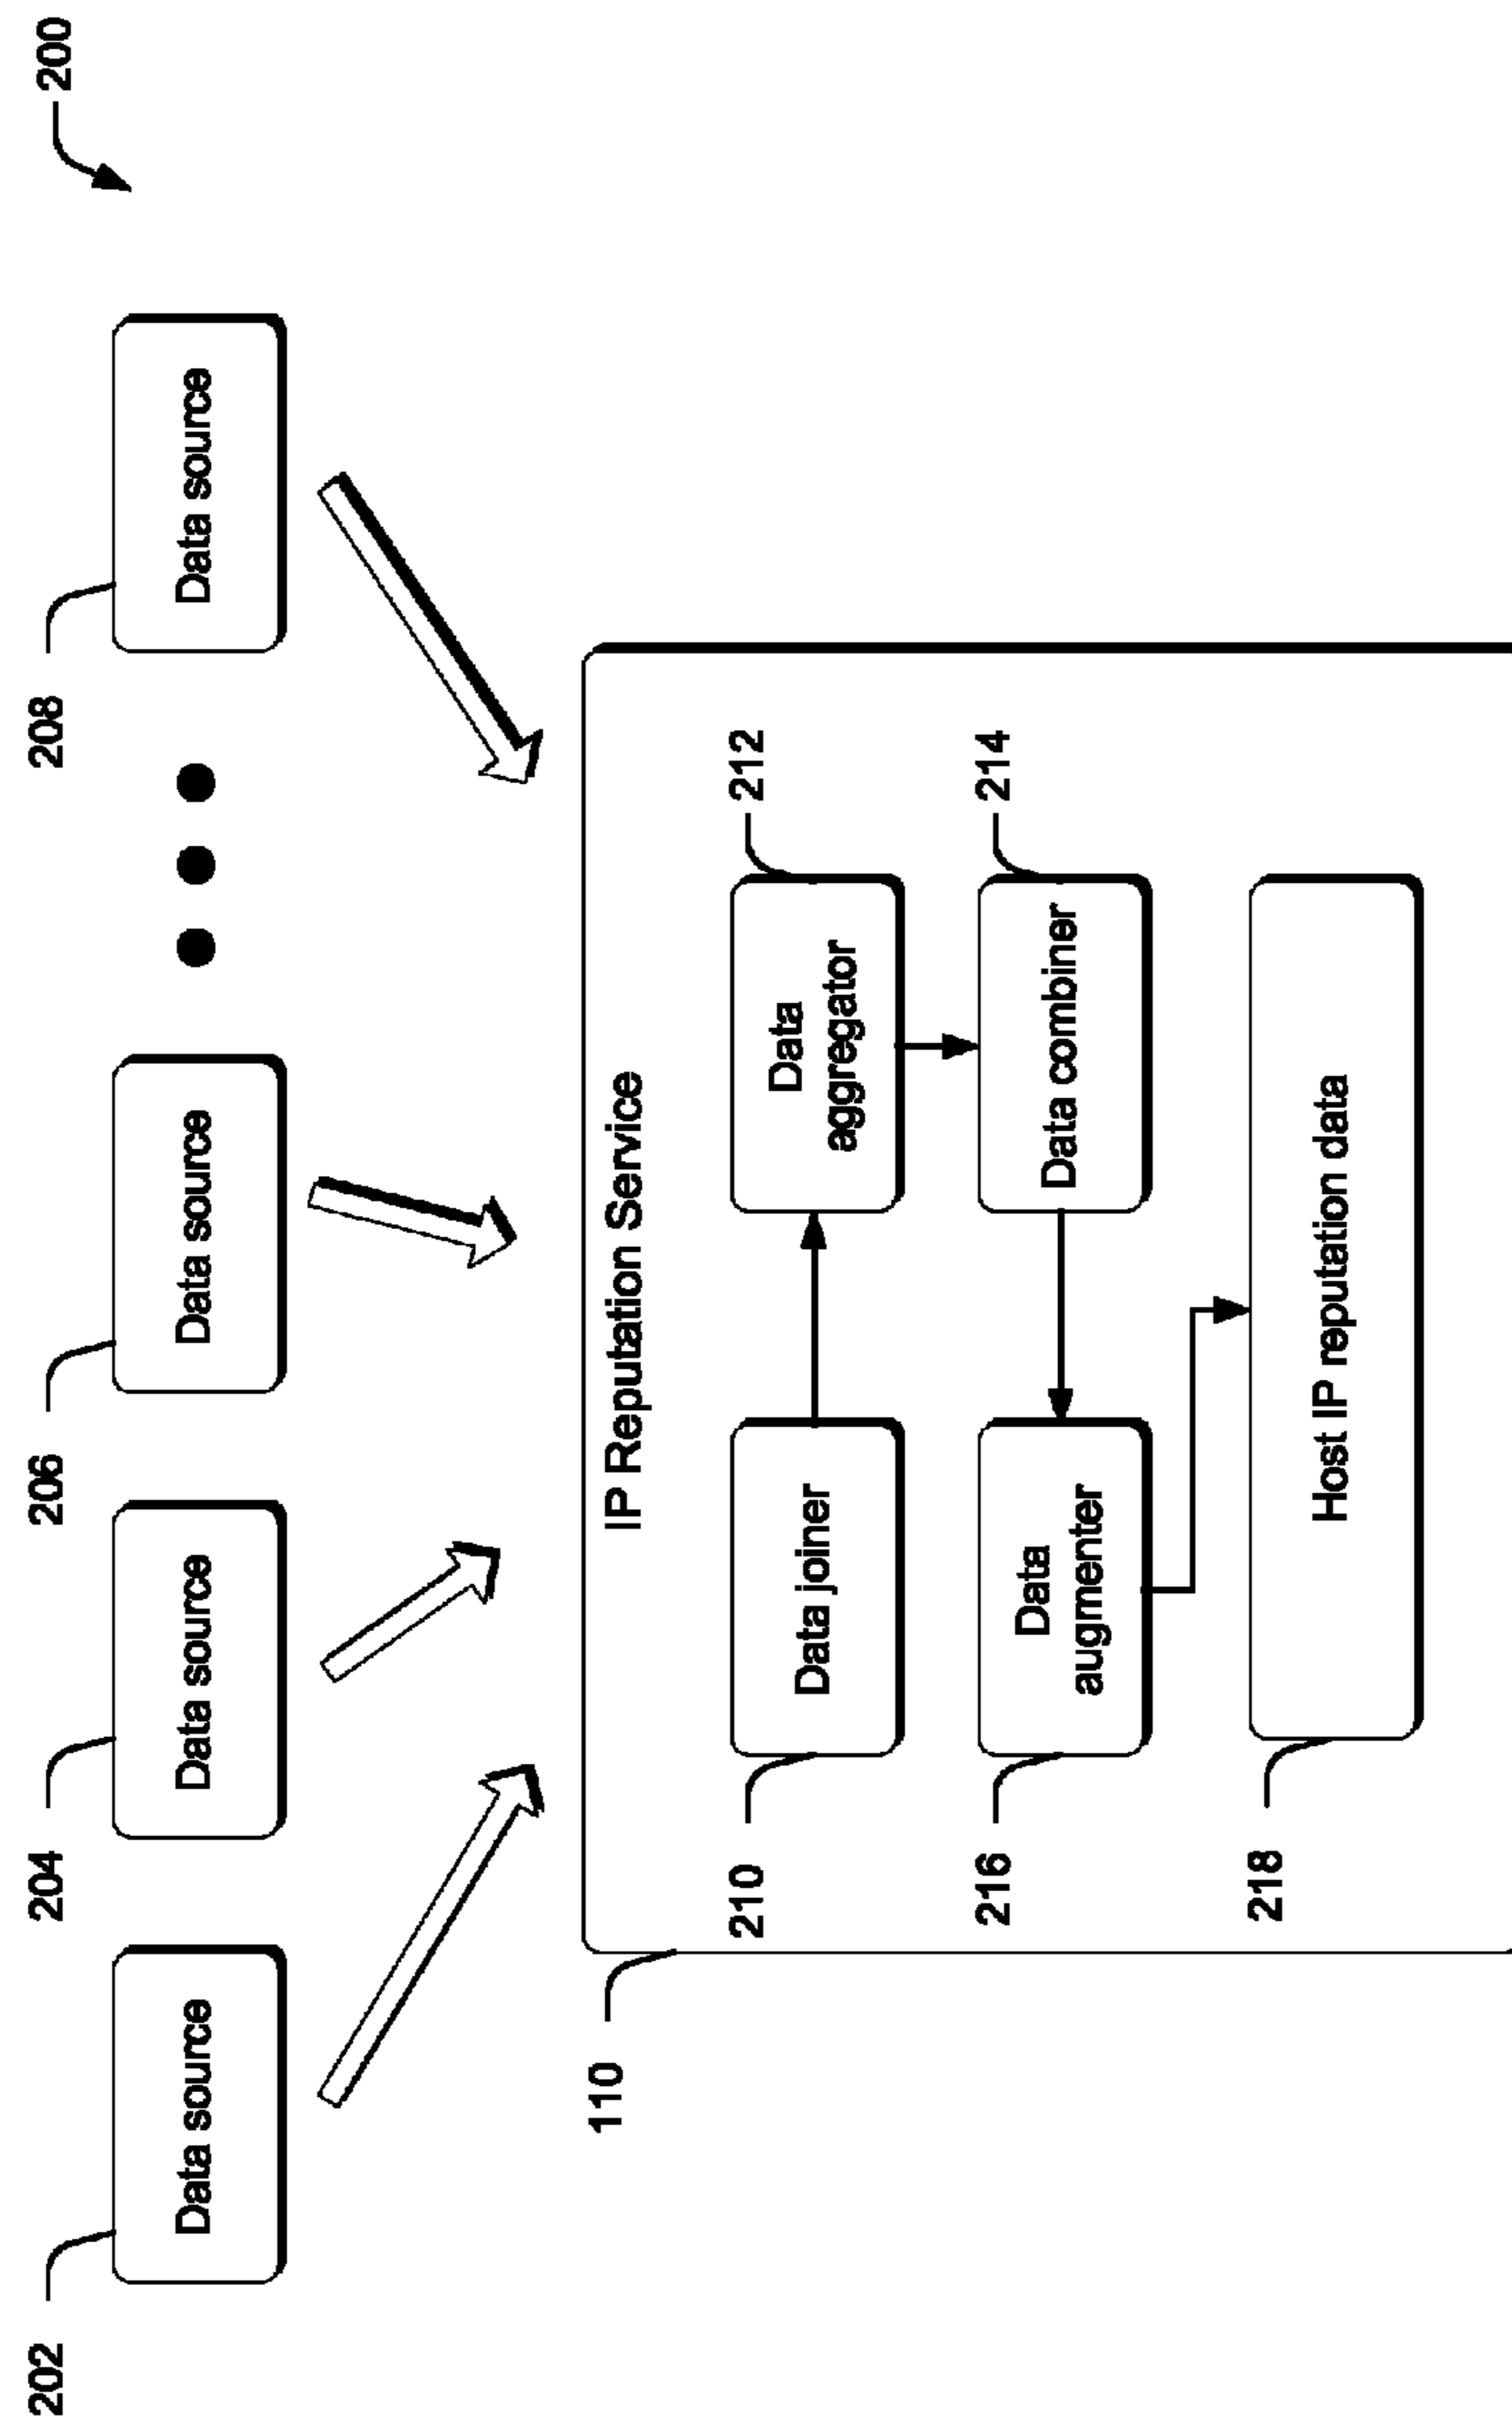 200
202
204
206
208
Data source
Data source
Data source
Data source
110
IP Reputation Service
210
Data joiner
Data
aggregator
212
216
Data
augmenter
Data combiner
214
218
Host IP reputation data